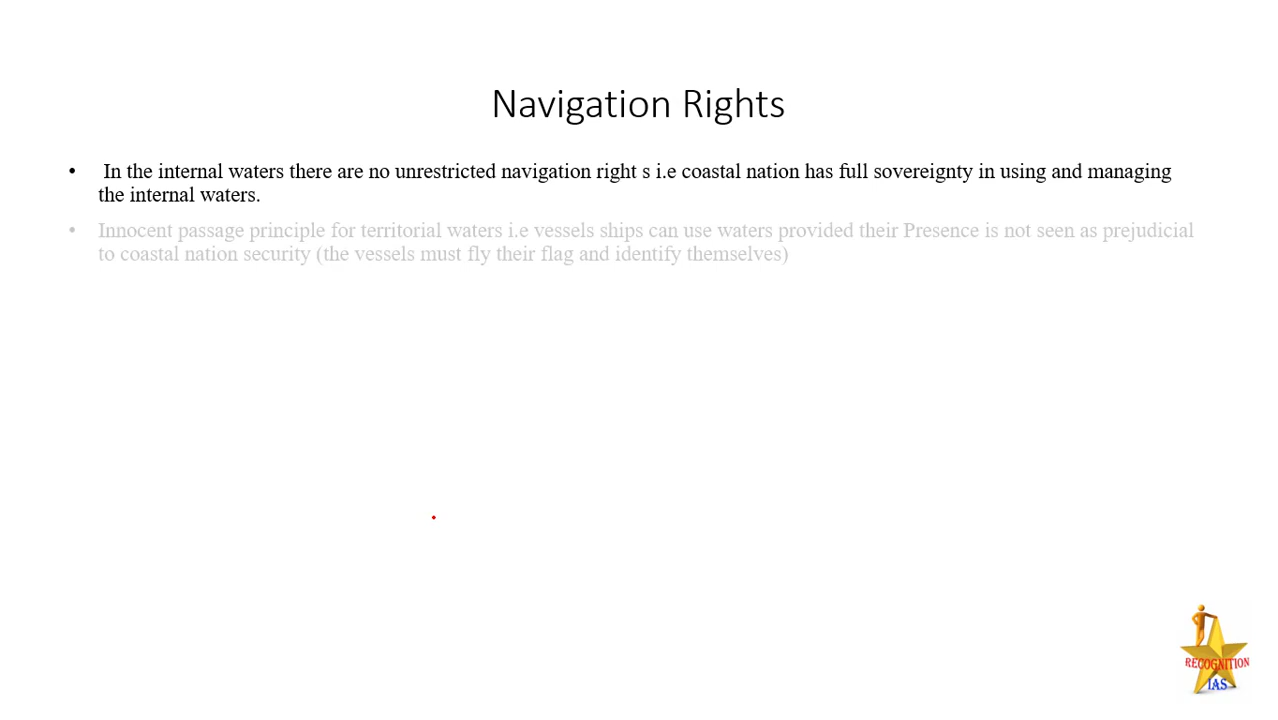 Navigation Rights
• In the internal waters there are no unrestricted navigation right s i.e coastal nation has full sovereignty in using and managing
the internal waters.
• Innocent passage principle for territorial waters i.e vessels ships can use waters provided their Presence is not seen as prejudicial
to coastal nation security (the vessels must fly their flag and identify themselves)
RECOGNITION
IAS